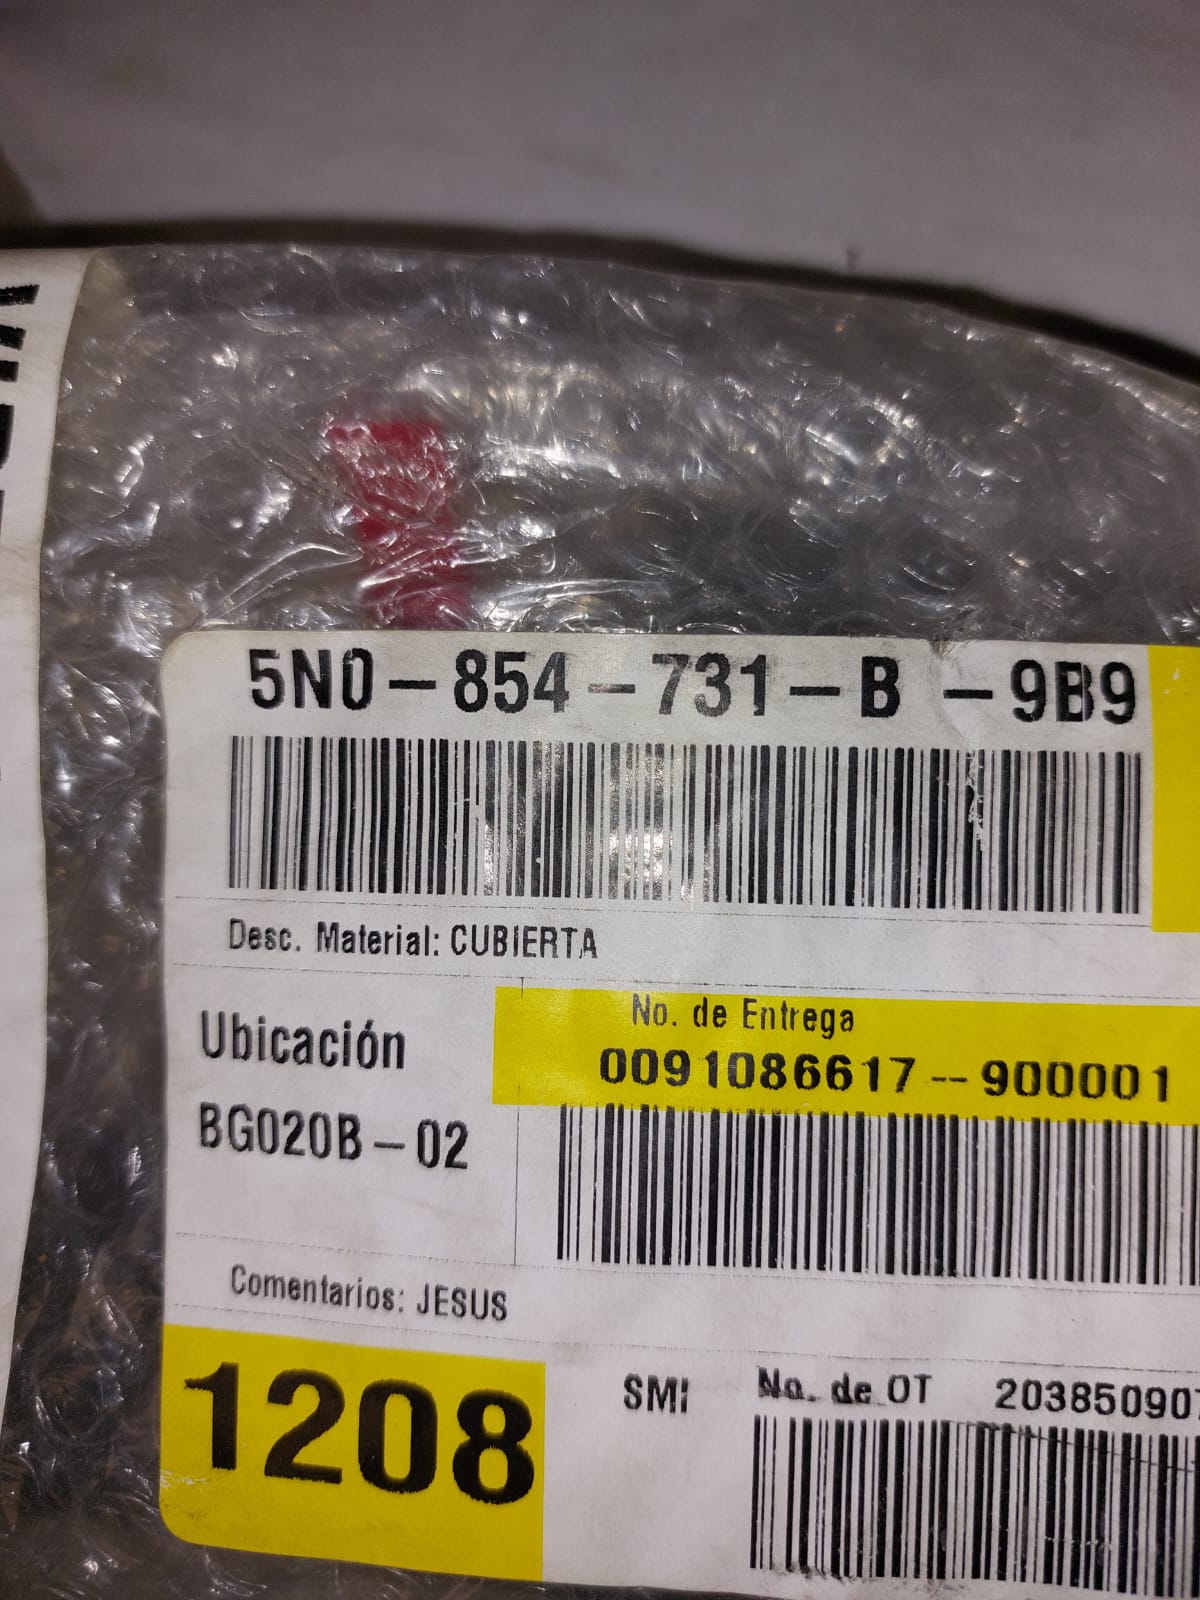 5N0-854-731-B -9B9
Desc. Material: CUBIERTA
No. de Entrega
Ubicación
0091086617--900001
BG020B-02
Comentarios: JESUS
1208
SMI No. de OT 203850907